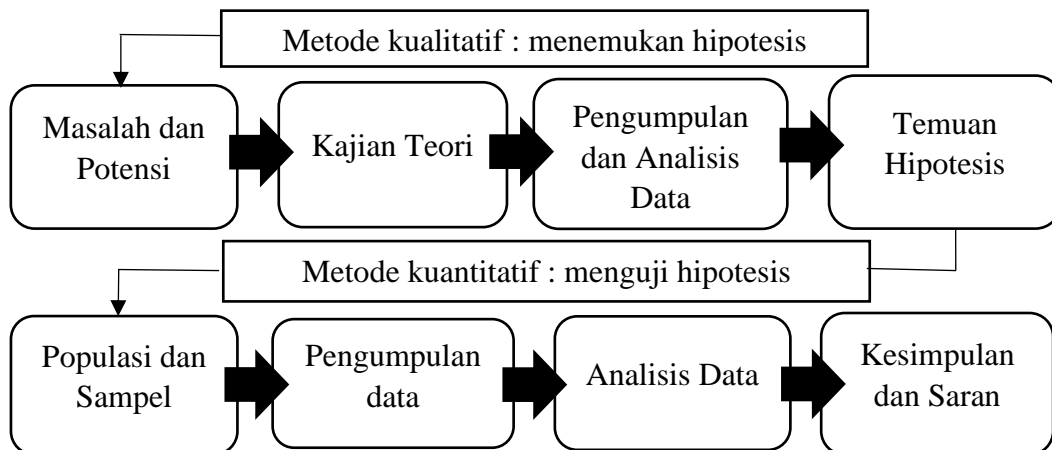 Metode kualitatif : menemukan hipotesis
Masalah dan
Potensi
Kajian Teori
Pengumpulan
dan Analisis
Data
Temuan
Hipotesis
Metode kuantitatif : menguji hipotesis
Populasi dan
Sampel
Pengumpulan
data
Analisis Data
Kesimpulan
dan Saran